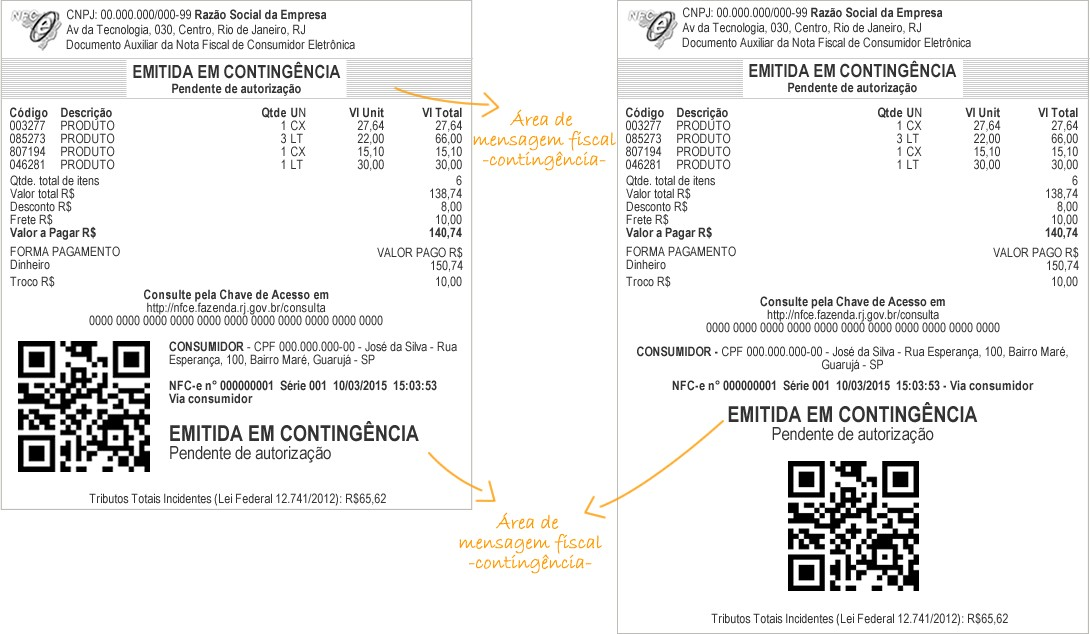 NFC-e
CNPJ: 00.000.000/000-99 Razão Social da Empresa
Av da Tecnologia, 030, Centro, Rio de Janeiro, RJ
Documento Auxiliar da Nota Fiscal de Consumidor Eletrônica
EMITIDA EM CONTINGÊNCIA
Pendente de autorização
Código Descrição Qtde UN Vl Unit Vl Total
003277 PRODUTO 1 CX 27,64 27,64
085273 PRODUTO 3 LT 22,00 66,00
807194 PRODUTO 1 CX 15,10 15,10
046281 PRODUTO 1 LT 30,00 30,00
Qtde. total de itens 6
Valor total R$ 138,74
Desconto R$ 8,00
Frete R$ 10,00
Valor a Pagar R$ 140,74
FORMA PAGAMENTO VALOR PAGO R$
Dinheiro 150,74
Troco R$ 10,00
Consulte pela Chave de Acesso em
http://nfce.fazenda.rj.gov.br/consulta
0000 0000 0000 0000 0000 0000 0000 0000 0000 0000 0000
CONSUMIDOR - CPF 000.000.000-00 - José da Silva - Rua
Esperança, 100, Bairro Maré, Guarujá - SP
NFC-e n° 000000001 Série 001 10/03/2015 15:03:53
Via consumidor
EMITIDA EM CONTINGÊNCIA
Pendente de autorização
Tributos Totais Incidentes (Lei Federal 12.741/2012): R$65,62
Área de
mensagem fiscal
-contingência-
Área de
mensagem fiscal
-contingência-
NFC-e
CNPJ: 00.000.000/000-99 Razão Social da Empresa
Av da Tecnologia, 030, Centro, Rio de Janeiro, RJ
Documento Auxiliar da Nota Fiscal de Consumidor Eletrônica
EMITIDA EM CONTINGÊNCIA
Pendente de autorização
Código Descrição Qtde UN Vl Unit Vl Total
003277 PRODUTO 1 CX 27,64 27,64
085273 PRODUTO 3 LT 22,00 66,00
807194 PRODUTO 1 CX 15,10 15,10
046281 PRODUTO 1 LT 30,00 30,00
Qtde. total de itens 6
Valor total R$ 138,74
Desconto R$ 8,00
Frete R$ 10,00
Valor a Pagar R$ 140,74
FORMA PAGAMENTO VALOR PAGO R$
Dinheiro 150,74
Troco R$ 10,00
Consulte pela Chave de Acesso em
http://nfce.fazenda.rj.gov.br/consulta
0000 0000 0000 0000 0000 0000 0000 0000 0000 0000 0000
CONSUMIDOR - CPF 000.000.000-00 - José da Silva - Rua Esperança, 100, Bairro Maré,
Guarujá - SP
NFC-e n° 000000001 Série 001 10/03/2015 15:03:53 - Via consumidor
EMITIDA EM CONTINGÊNCIA
Pendente de autorização
Tributos Totais Incidentes (Lei Federal 12.741/2012): R$65,62